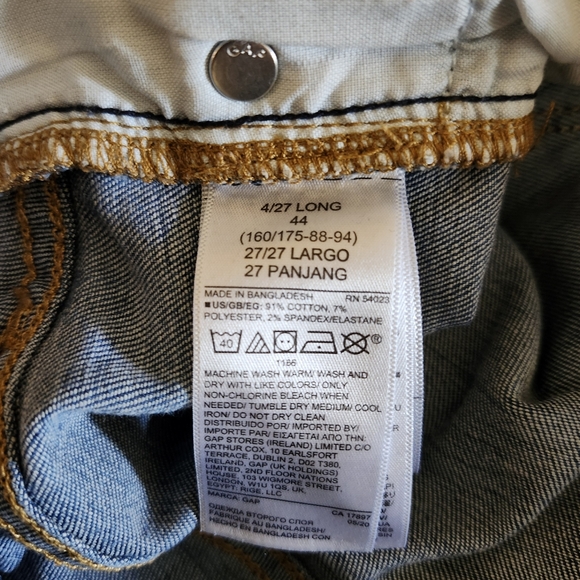 GAP
4/27 LONG
44
(160/175-88-94)
27/27 LARGO
27 PANJANG
MADE IN BANGLADESH RN 54023
■ US/GB/EG: 91% COTTON, 7%
POLYESTER, 2% SPANDEX/ELASTANE
40 ®
1166
MACHINE WASH WARM/ WASH AND
DRY WITH LIKE COLORS/ ONLY
NON-CHLORINE BLEACH WHEN
NEEDED/ TUMBLE DRY MEDIUM/ COOL
IRON/ DO NOT DRY CLEAN
DISTRIBUIDO POR/ IMPORTED BY/
IMPORTE PAR/ ΕΙΣΑΓΕΤΑΙ ΑΠΟ ΤΗΝ:
GAP STORES (IRELAND) LIMITED C/O
ARTHUR COX, 10 EARLSFORT
TERRACE, DUBLIN 2, D02 T380,
IRELAND, GAP (UK HOLDINGS)
LIMITED, 2ND FLOOR NATIONS
HOUSE, 103 WIGMORE STREET,
LONDON, W1U 1QS, UK,
EGYPT, RIGE, LLC
MARCA: GAP
CA 17897
05/20
ОДЕЖДА ВТОРОГО СЛОЯ
FABRIQUE AU BANGLADESH/
HECHO EN BANGLADESH